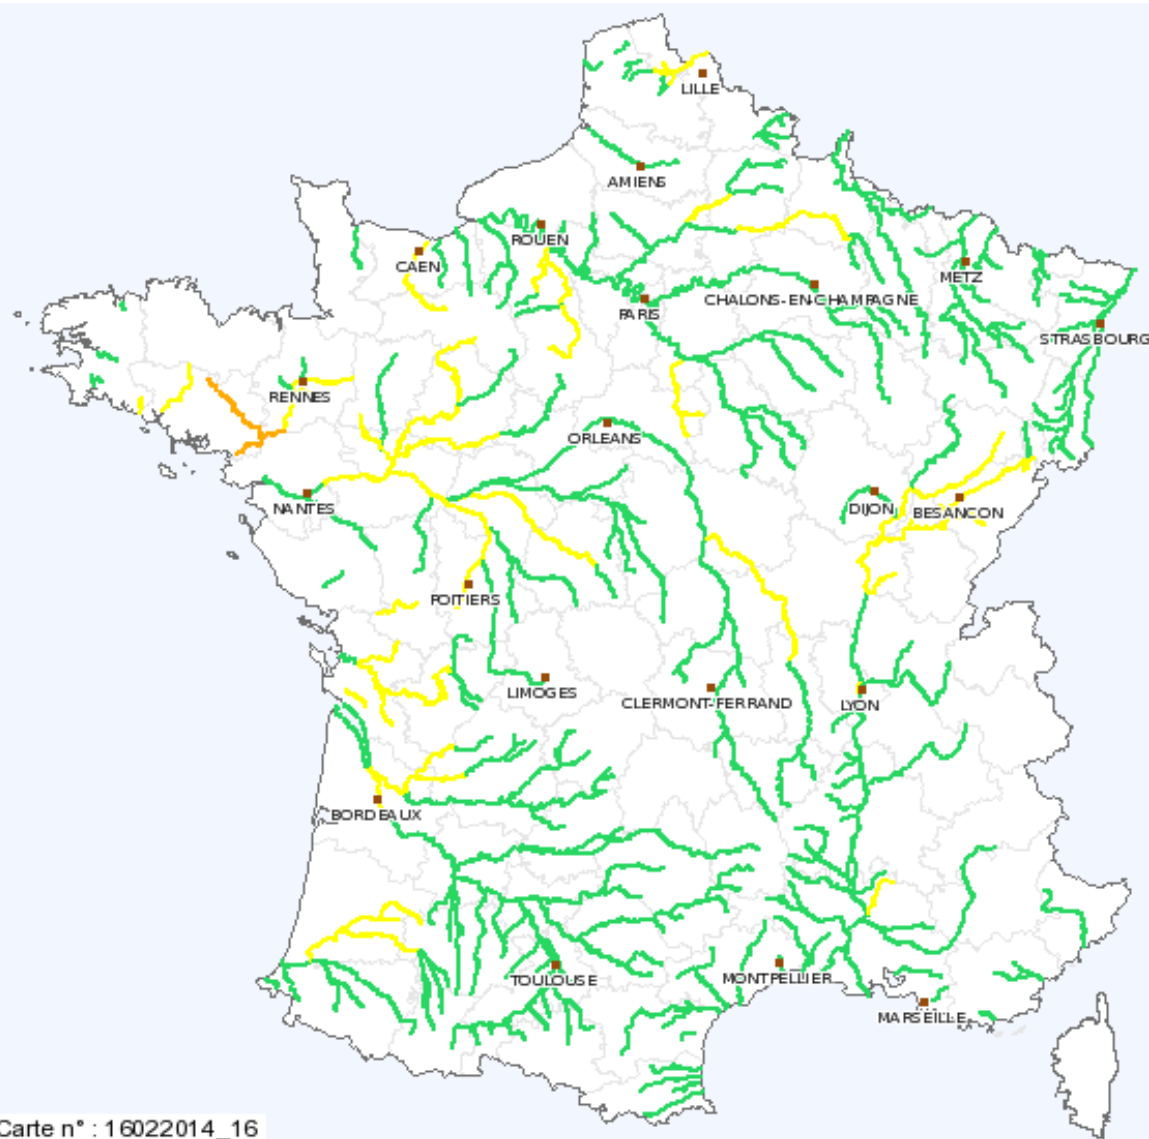 LILLE
AMIENS
ROUEN
CAEN
METZ
CHALONS-EN-CHAMPAGNE
PARIS
STRASBOURG
RENNES
ORLEANS
NANTES
DIJON
BESANCON
POITIERS
LIMOGES
CLERMONT-FERRAND
LYON
BORDEAUX
TOULOUSE
MONTPELLIER
MARSEILLE
Carte n° : 16022014_16